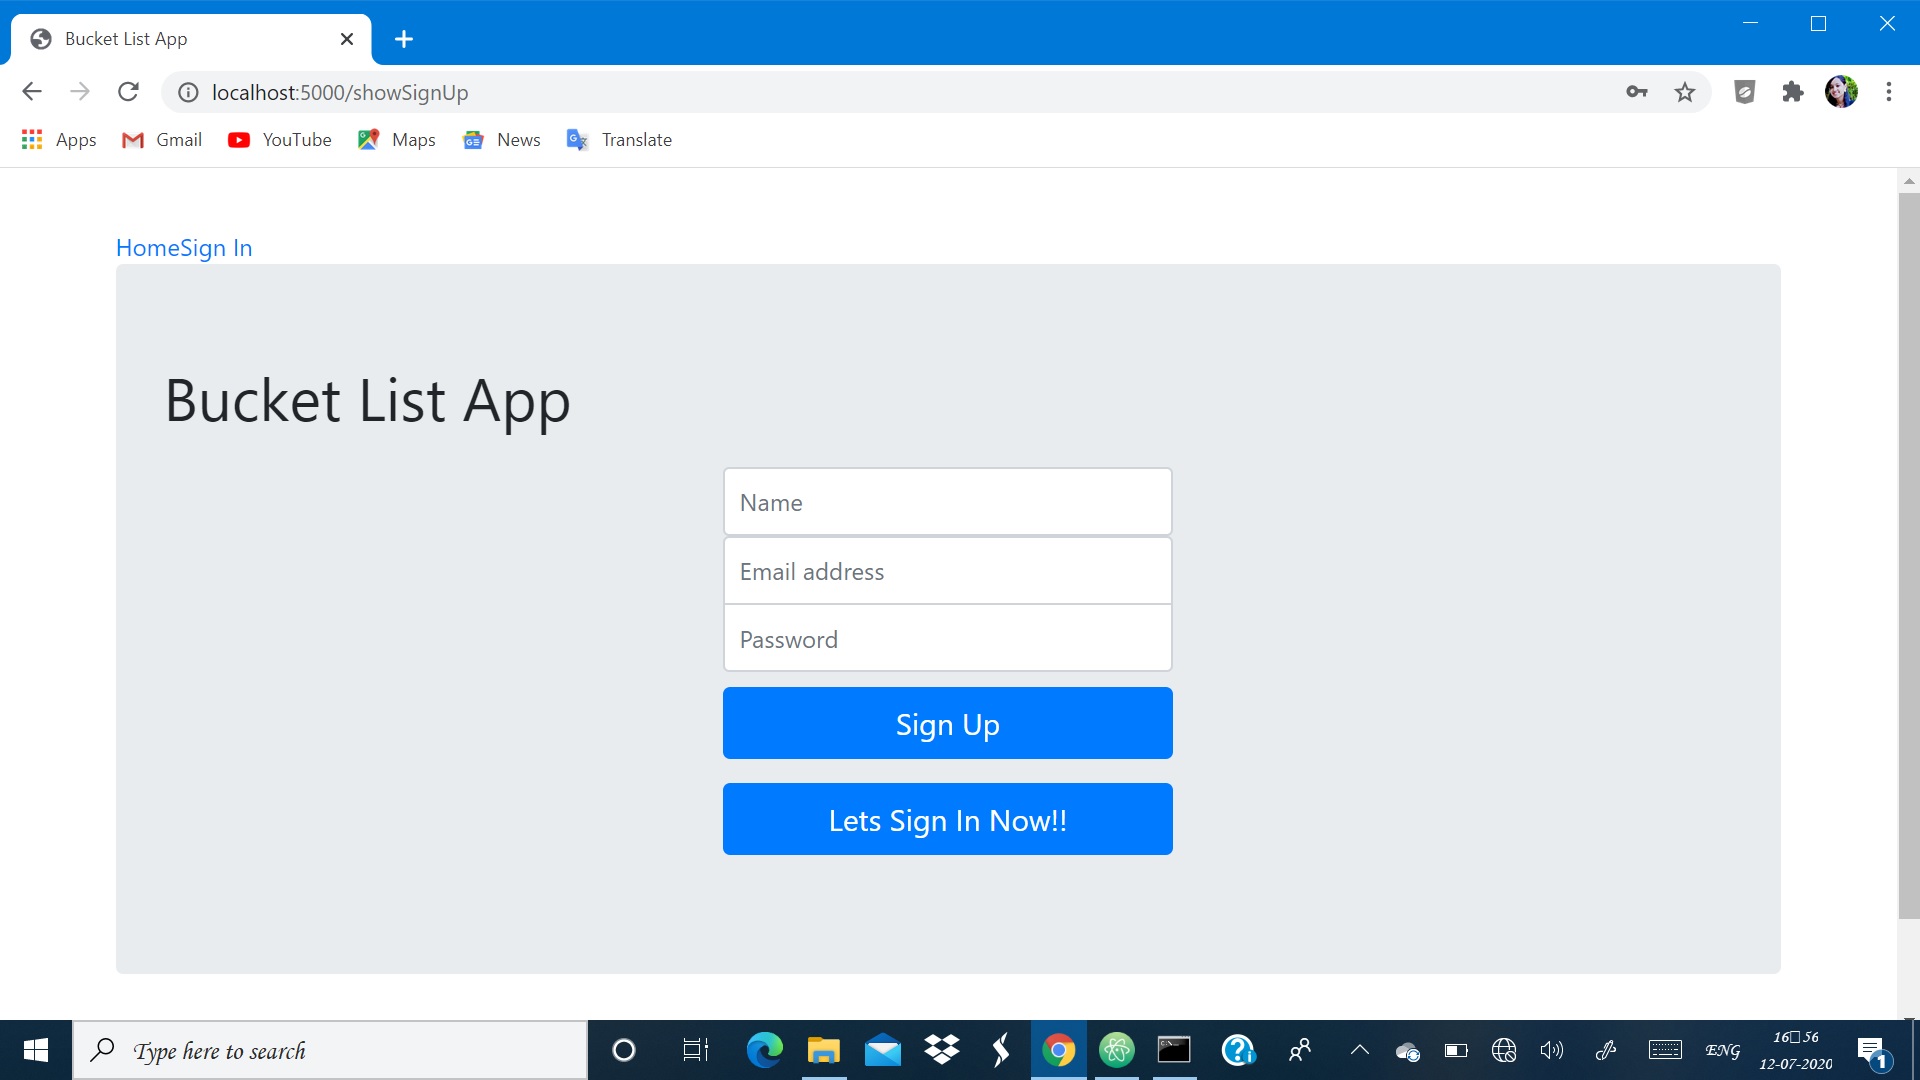 Bucket List App
localhost:5000/showSignUp
Apps Gmail YouTube Maps News Translate
HomeSign In
Bucket List App
Name
Email address
Password
Sign Up
Lets Sign In Now!!
Type here to search
ENG
16□56
12-07-2020
1